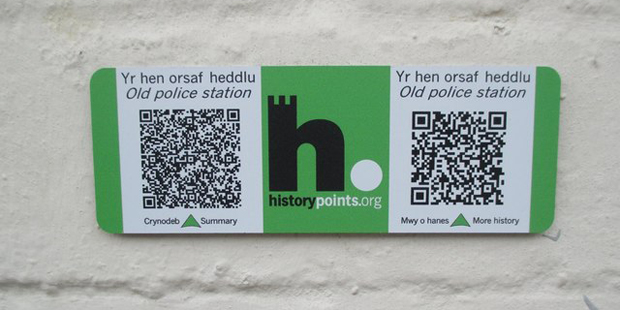 Yr hen orsaf heddlu
Old police station
Crynodeb Summary
h.
historypoints.org
Yr hen orsaf heddlu
Old police station
Mwy o hanes More history